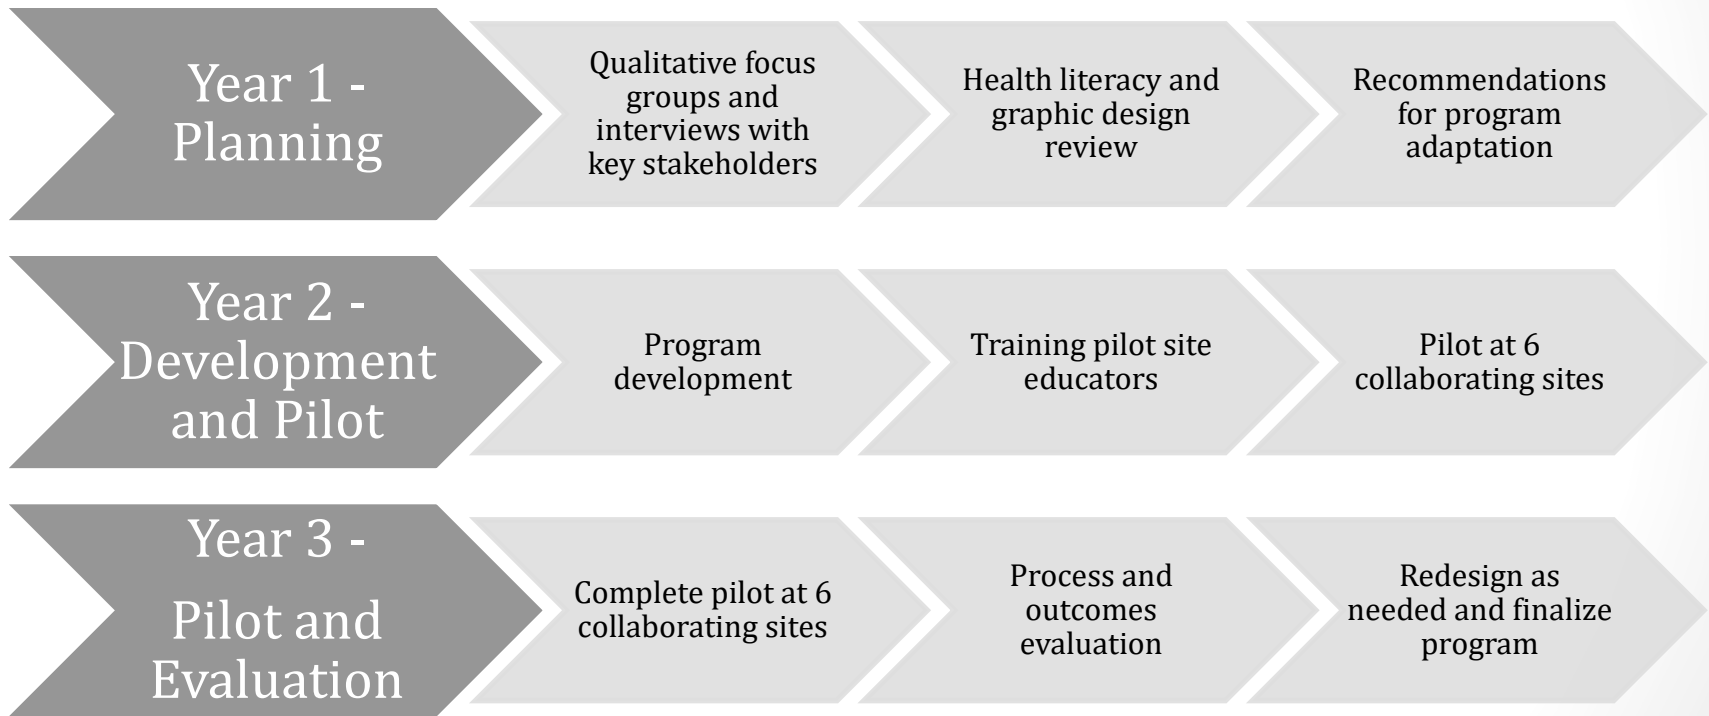 Year 1 -
Planning
Qualitative focus
groups and
interviews with
key stakeholders
Health literacy and
graphic design
review
Recommendations
for program
adaptation
Year 2 -
Development
and Pilot
Program
development
Training pilot site
educators
Pilot at 6
collaborating sites
Year 3 -
Pilot and
Evaluation
Complete pilot at 6
collaborating sites
Process and
outcomes
evaluation
Redesign as
needed and finalize
program